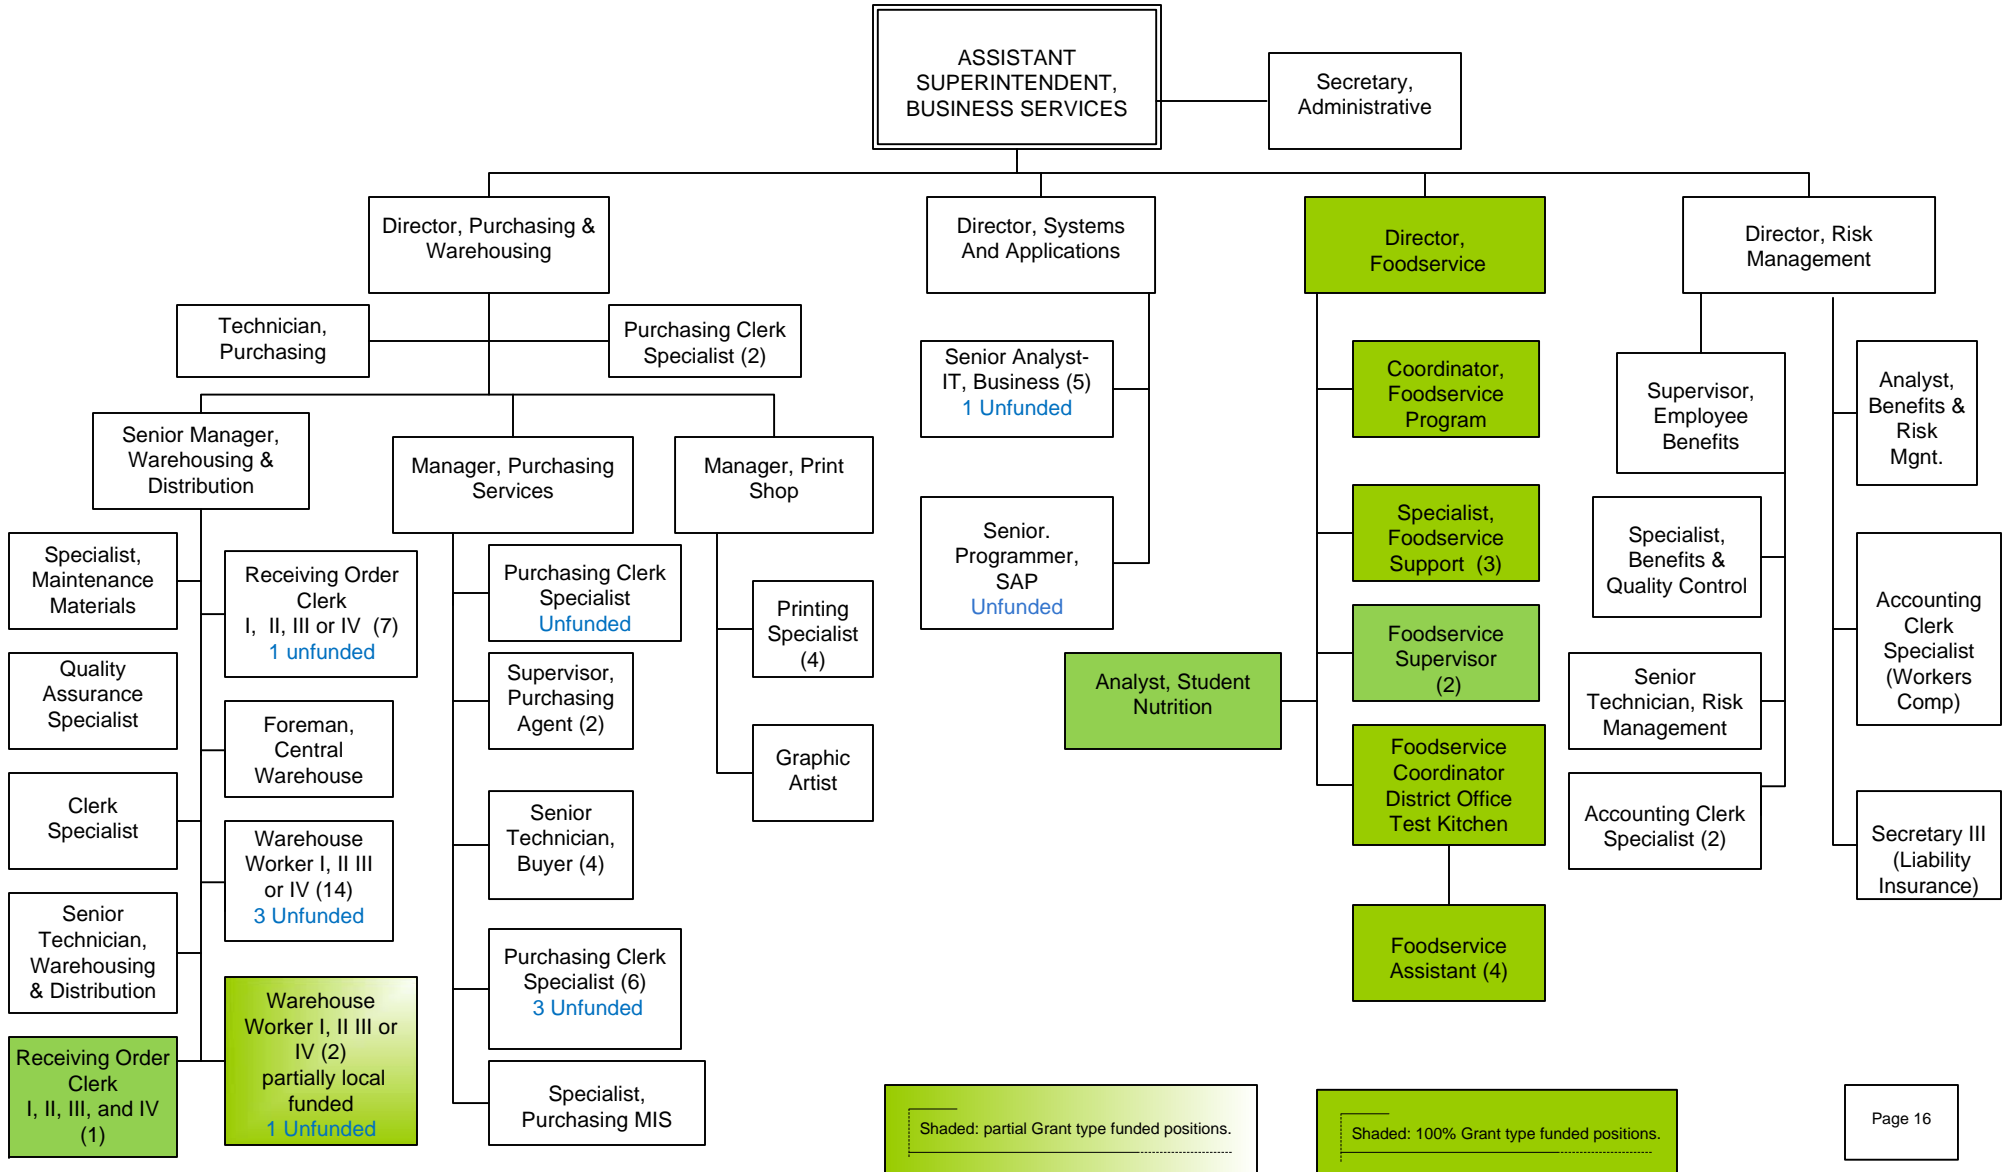 ASSISTANT
SUPERINTENDENT,
BUSINESS SERVICES
Secretary,
Administrative
Director, Purchasing &
Warehousing
Director, Systems
And Applications
Director,
Foodservice
Director, Risk
Management
Technician,
Purchasing
Purchasing Clerk
Specialist (2)
Senior Manager,
Warehousing &
Distribution
Manager, Purchasing
Services
Manager, Print
Shop
Specialist,
Maintenance
Materials
Quality
Assurance
Specialist
Clerk
Specialist
Senior
Technician,
Warehousing
& Distribution
Receiving Order
Clerk
I, II, III, and IV
(1)
Receiving Order
Clerk
I,  II, III or IV  (7)
1 unfunded
Foreman,
Central
Warehouse
Warehouse
Worker I, II III
or IV (14)
3 Unfunded
Warehouse
Worker I, II III or
IV (2)
partially local
funded
1 Unfunded
Purchasing Clerk
Specialist
Unfunded
Supervisor,
Purchasing
Agent (2)
Senior
Technician,
Buyer (4)
Purchasing Clerk
Specialist (6)
3 Unfunded
Specialist,
Purchasing MIS
Printing
Specialist
(4)
Graphic
Artist
Senior Analyst-
IT, Business (5)
1 Unfunded
Senior.
Programmer,
SAP
Unfunded
Analyst, Student
Nutrition
Coordinator,
Foodservice
Program
Specialist,
Foodservice
Support  (3)
Foodservice
Supervisor
(2)
Foodservice
Coordinator
District Office
Test Kitchen
Foodservice
Assistant (4)
Supervisor,
Employee
Benefits
Specialist,
Benefits &
Quality Control
Senior
Technician, Risk
Management
Accounting Clerk
Specialist (2)
Analyst,
Benefits &
Risk
Mgnt.
Accounting
Clerk
Specialist
(Workers
Comp)
Secretary III
(Liability
Insurance)
Shaded: partial Grant type funded positions.
Shaded: 100% Grant type funded positions.
Page 16